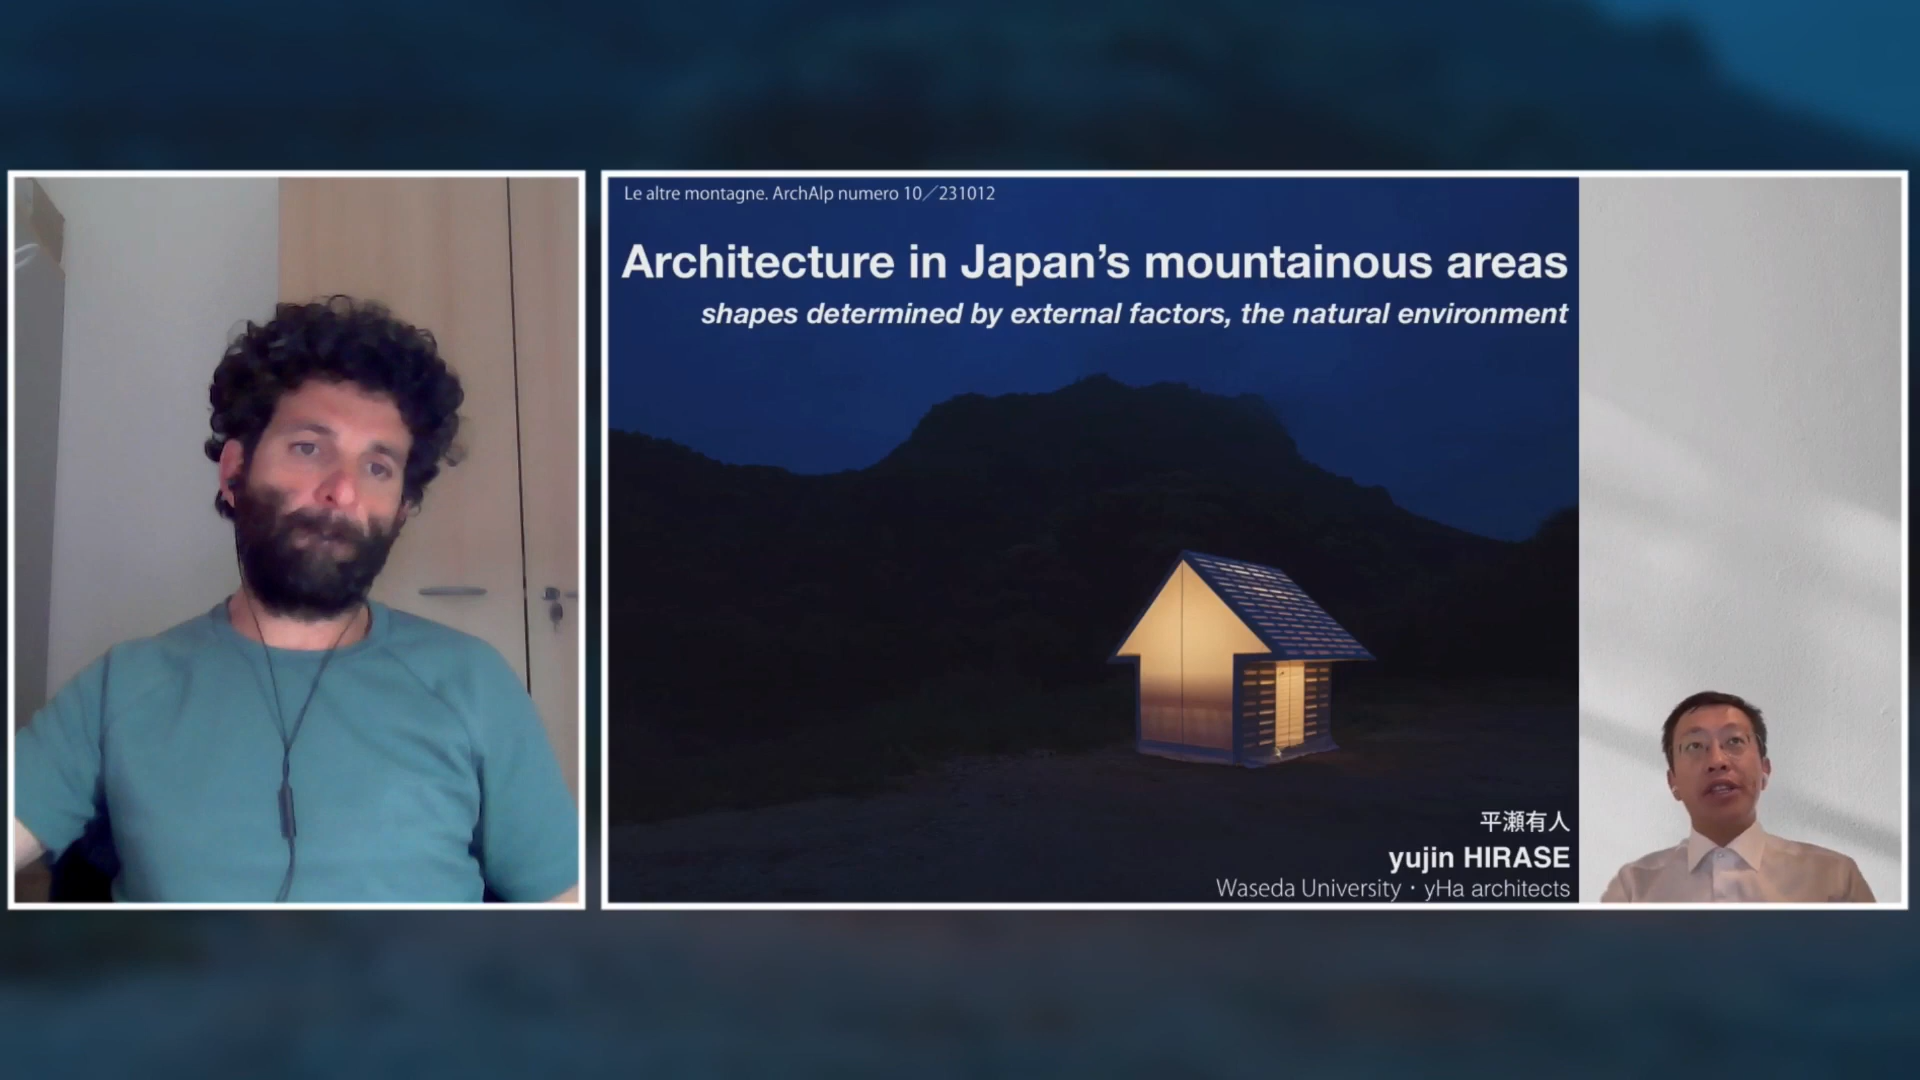 Le altre montagne. ArchAlp numero 10／231012
Architecture in Japan’s mountainous areas
shapes determined by external factors, the natural environment
平瀬有人
yujin HIRASE
Waseda University・yHa architects